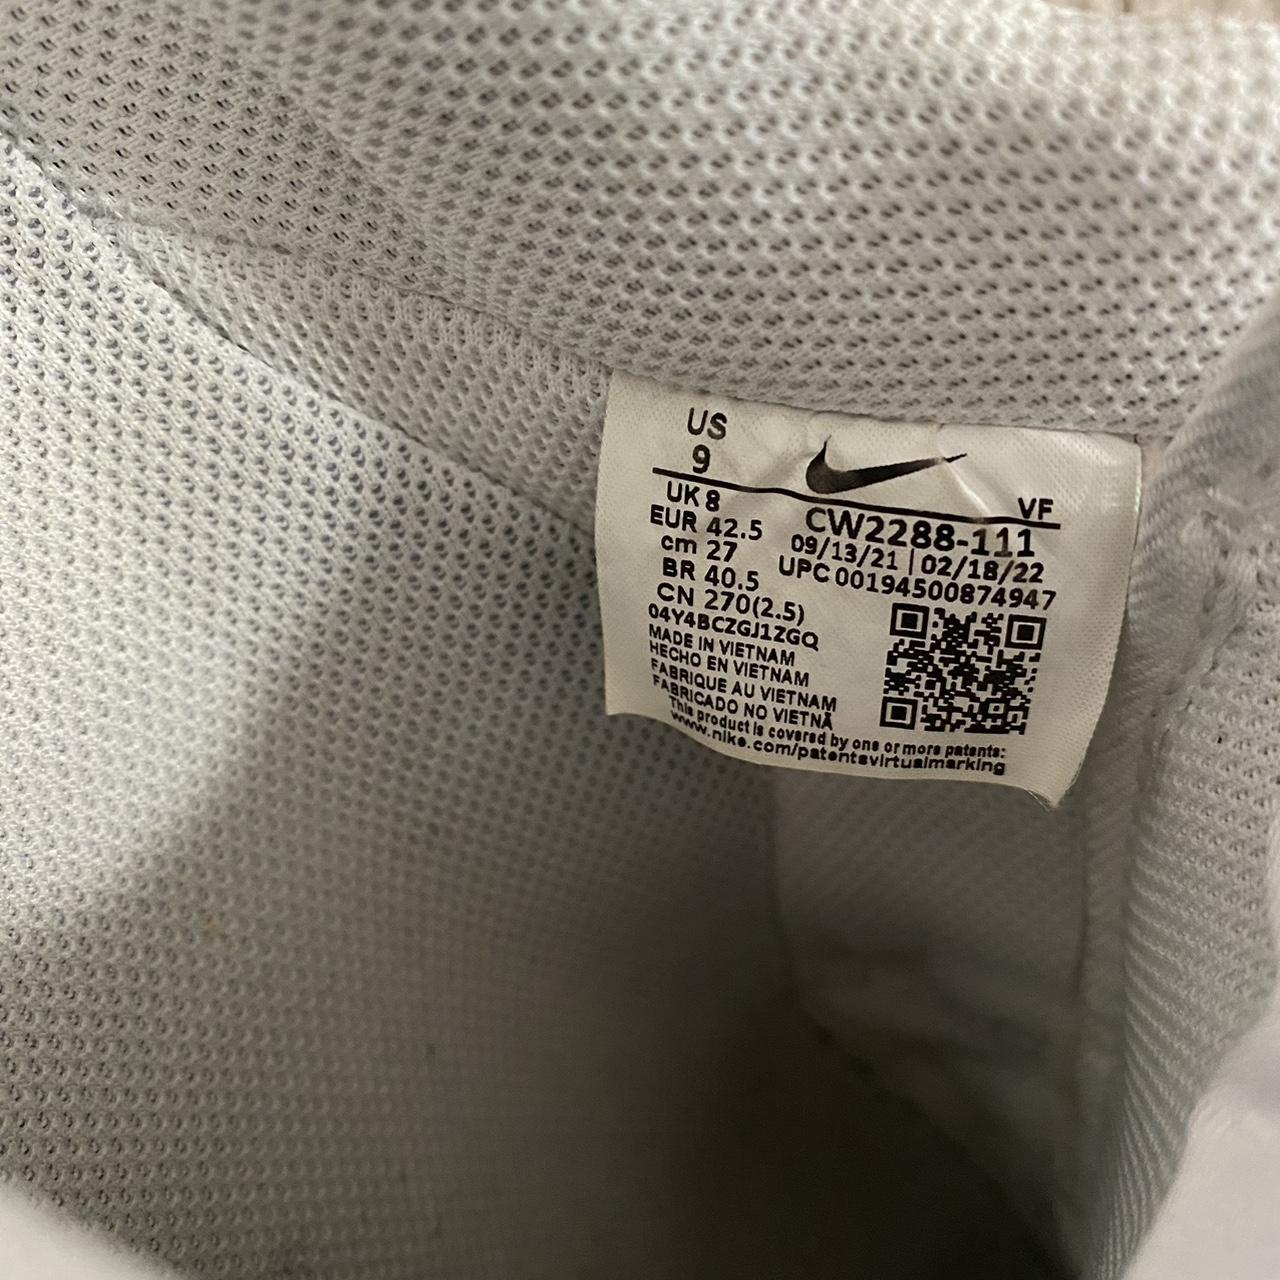 US
9
VF
UK 8
EUR 42.5
cm 27
BR 40.5
CN 270(2.5)
CW2288-111
09/13/21 | 02/18/22
UPC 00194500874947
04Y4BCZGJ1ZGQ
MADE IN VIETNAM
HECHO EN VIETNAM
FABRIQUE AU VIETNAM
FABRICADO NO VIETNÃ
This product is covered by one or more patents:
www.nike.com/patentsvirtualmarking